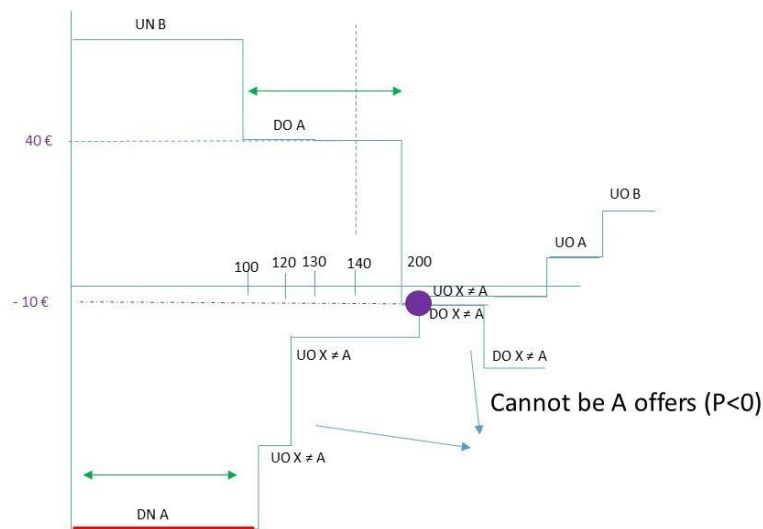 UN B
DO A
40 €
UO B
UO A
100
120
130
140
200
- 10 €
UO X ≠ A
DO X ≠ A
UO X ≠ A
DO X ≠ A
Cannot be A offers (P<0)
UO X ≠ A
DN A